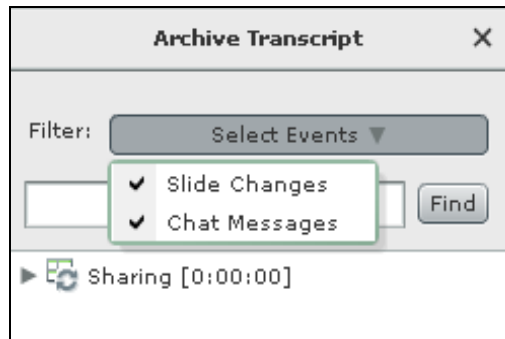 Archive Transcript
Filter:
Select Events
Slide Changes
Chat Messages
Find
Sharing [0:00:00]